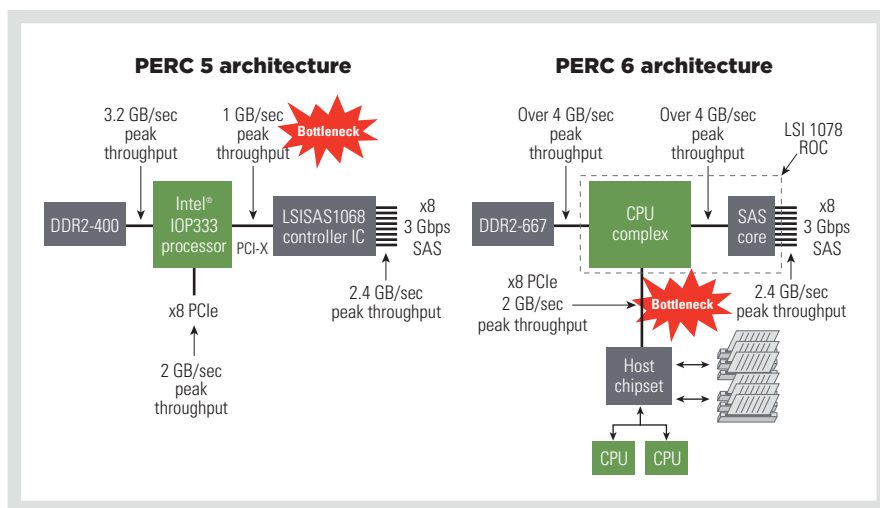 PERC 5 architecture
3.2 GB/sec
peak
throughput
1 GB/sec
peak
throughput
Bottleneck
DDR2-400
Intel®
IOP333
processor
PCI-X
LSISAS1068
controller IC
x8
3 Gbps
SAS
2.4 GB/sec
peak throughput
x8 PCIe
2 GB/sec
peak
throughput
PERC 6 architecture
Over 4 GB/sec
peak
throughput
Over 4 GB/sec
peak
throughput
LSI 1078
ROC
DDR2-667
CPU
complex
SAS
core
x8
3 Gbps
SAS
x8 PCIe
2 GB/sec
peak throughput
Bottleneck
2.4 GB/sec
peak throughput
Host
chipset
CPU
CPU